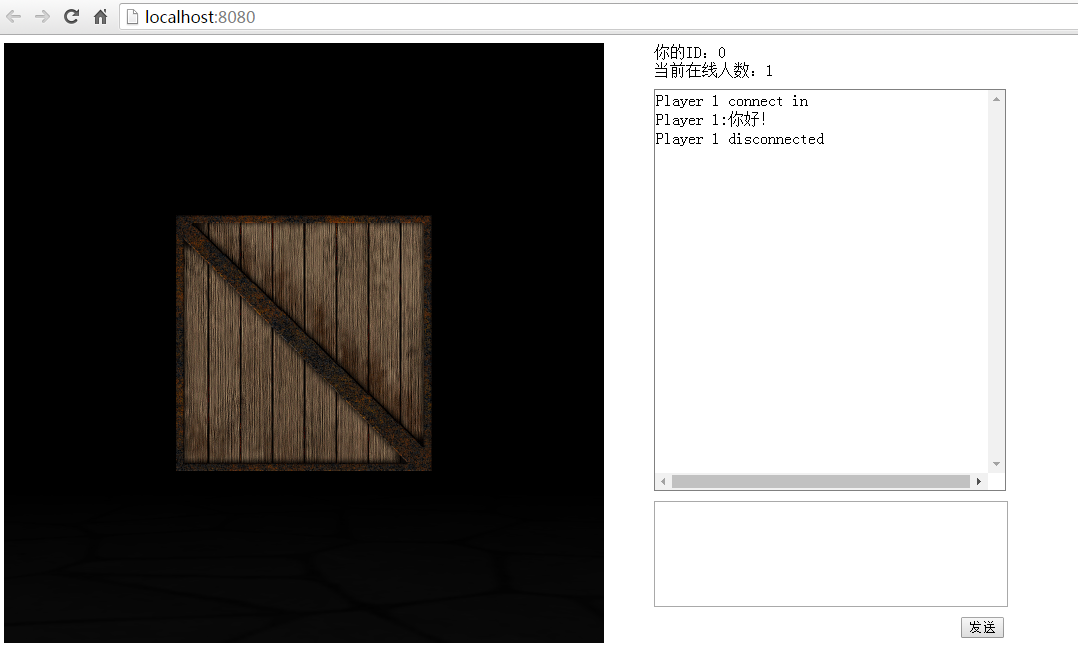 localhost:8080
你的ID：0
当前在线人数：1
Player 1 connect in
Player 1:你好！
Player 1 disconnected
发送